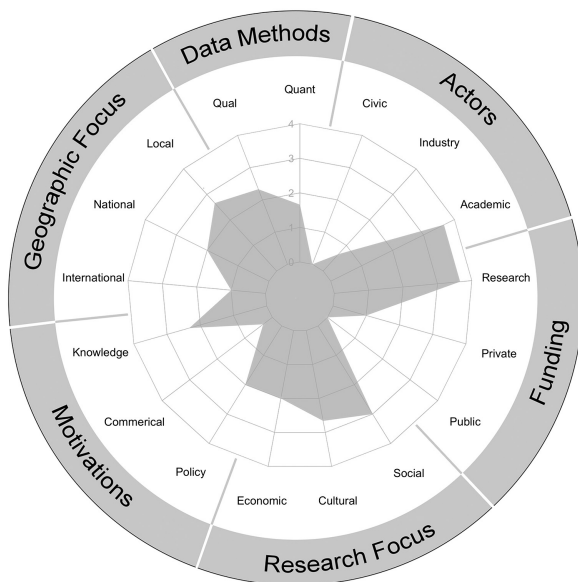 Data Methods
Actors
Funding
Research Focus
Motivations
Geographic Focus
Quant
Civic
Industry
Academic
Research
Private
Public
Social
Cultural
Economic
Policy
Commerical
Knowledge
International
National
Local
Qual
4
3
2
1
0